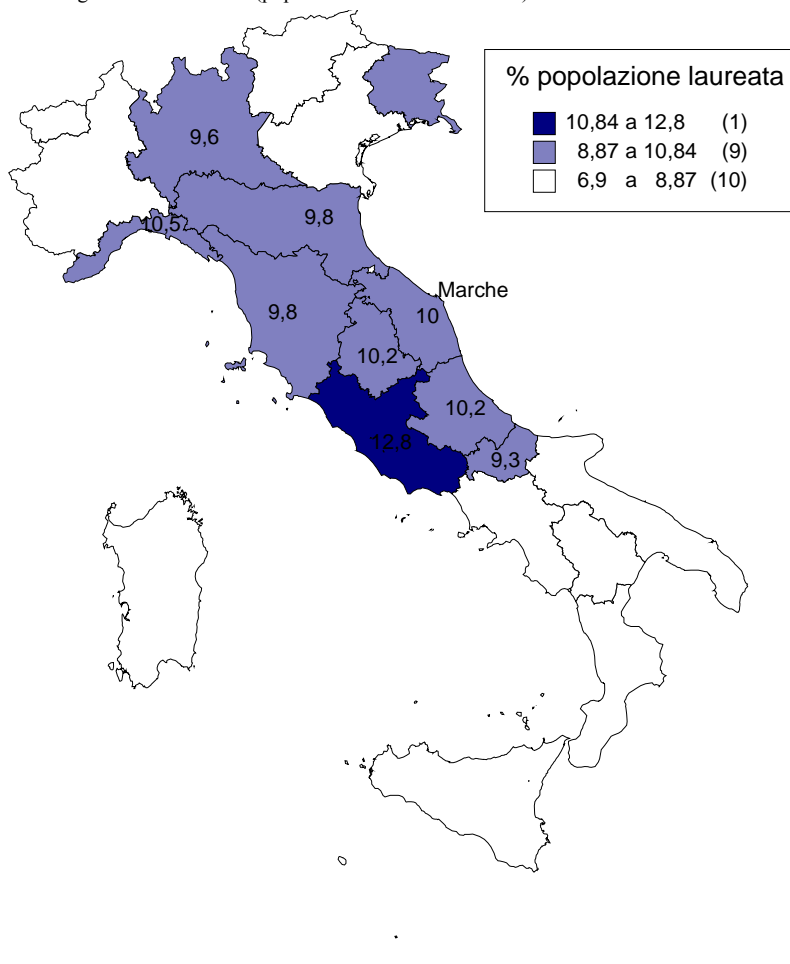 % popolazione laureata
10,84 a 12,8 (1)
8,87 a 10,84 (9)
6,9 a 8,87 (10)
9,6
9,8
10,5
Marche
9,8
10
10,2
10,2
12,8
9,3